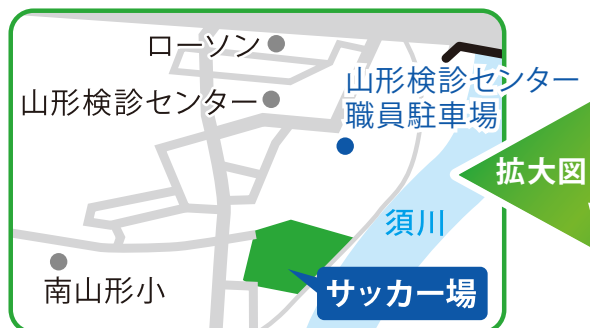 ローソン
山形検診センター
山形検診センター
職員駐車場
拡大図
須川
南山形小
サッカー場